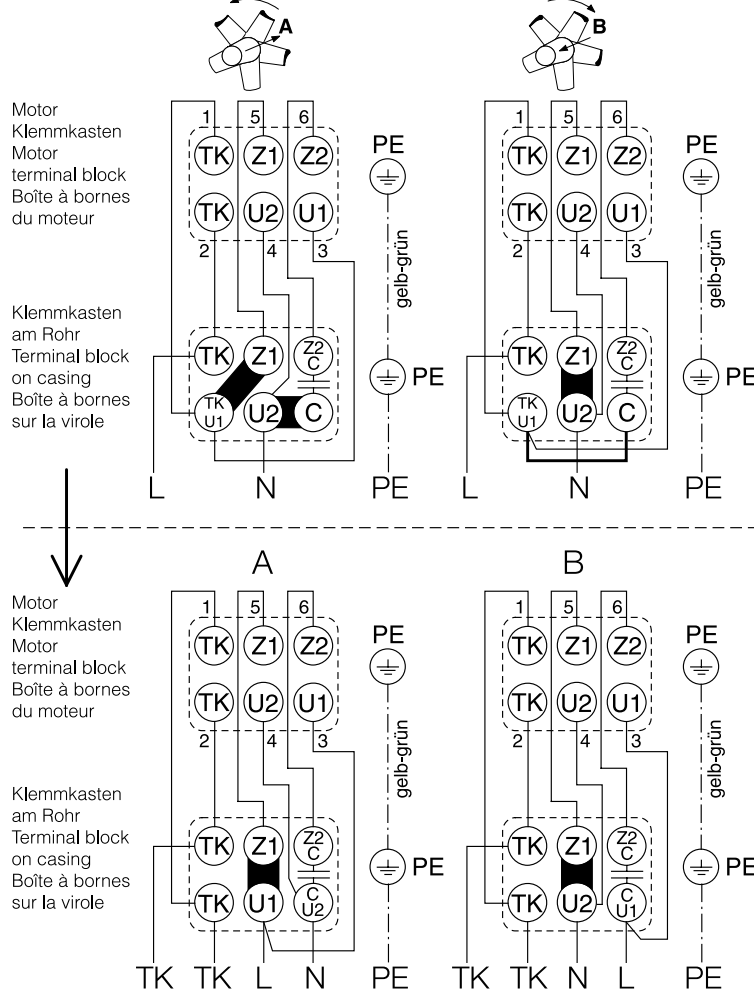 A
B
Motor
Klemmkasten
Motor
terminal block
Boîte à bornes
du moteur
1 5 6
TK Z1 Z2
TK U2 U1
2 4 3
PE
gelb-grün
1 5 6
TK Z1 Z2
TK U2 U1
2 4 3
PE
gelb-grün
Klemmkasten
am Rohr
Terminal block
on casing
Boîte à bornes
sur la virole
TK Z1 Z2 C
TK U1 U2 C
PE
L N PE
TK Z1 Z2 C
TK U1 U2 C
PE
L N PE
A
B
Motor
Klemmkasten
Motor
terminal block
Boîte à bornes
du moteur
1 5 6
TK Z1 Z2
TK U2 U1
2 4 3
PE
gelb-grün
1 5 6
TK Z1 Z2
TK U2 U1
2 4 3
PE
gelb-grün
Klemmkasten
am Rohr
Terminal block
on casing
Boîte à bornes
sur la virole
TK Z1 Z2 C
TK U1 C U2
PE
TK TK L N PE
TK Z1 Z2 C
TK U2 C U1
PE
TK TK N L PE